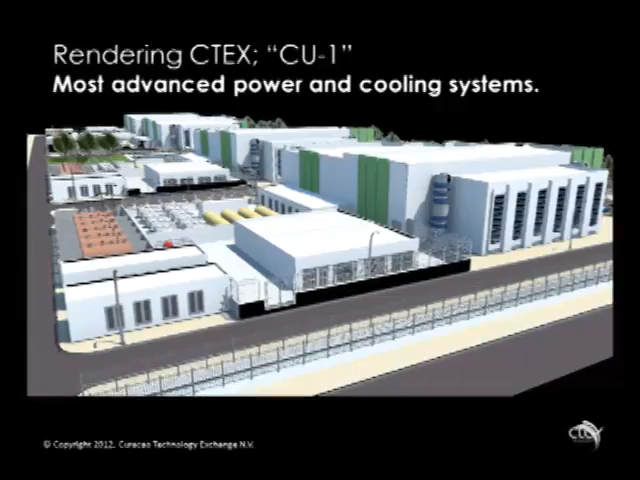 Rendering CTEX; “CU-1”
Most advanced power and cooling systems.
© Copyright 2012. Curacao Technology Exchange N.V.